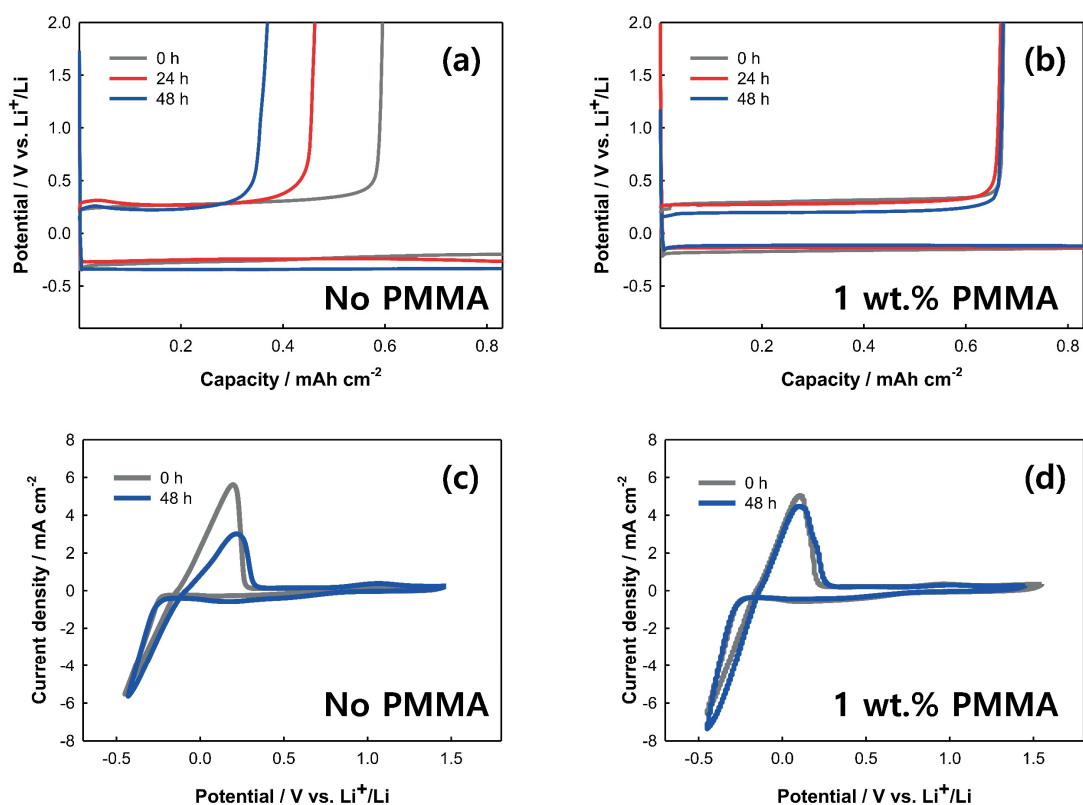 (a)
0 h
24 h
48 h
2.0
1.5
1.0
0.5
0.0
-0.5
Potential / V vs. Li⁺/Li
No PMMA
0.2 0.4 0.6 0.8
Capacity / mAh cm⁻²
(b)
0 h
24 h
48 h
2.0
1.5
1.0
0.5
0.0
-0.5
Potential / V vs. Li⁺/Li
1 wt.% PMMA
0.2 0.4 0.6 0.8
Capacity / mAh cm⁻²
(c)
0 h
48 h
8
6
4
2
0
-2
-4
-6
-8
Current density / mA cm⁻²
No PMMA
-0.5 0.0 0.5 1.0 1.5
Potential / V vs. Li⁺/Li
(d)
0 h
48 h
8
6
4
2
0
-2
-4
-6
-8
Current density / mA cm⁻²
1 wt.% PMMA
-0.5 0.0 0.5 1.0 1.5
Potential / V vs. Li⁺/Li